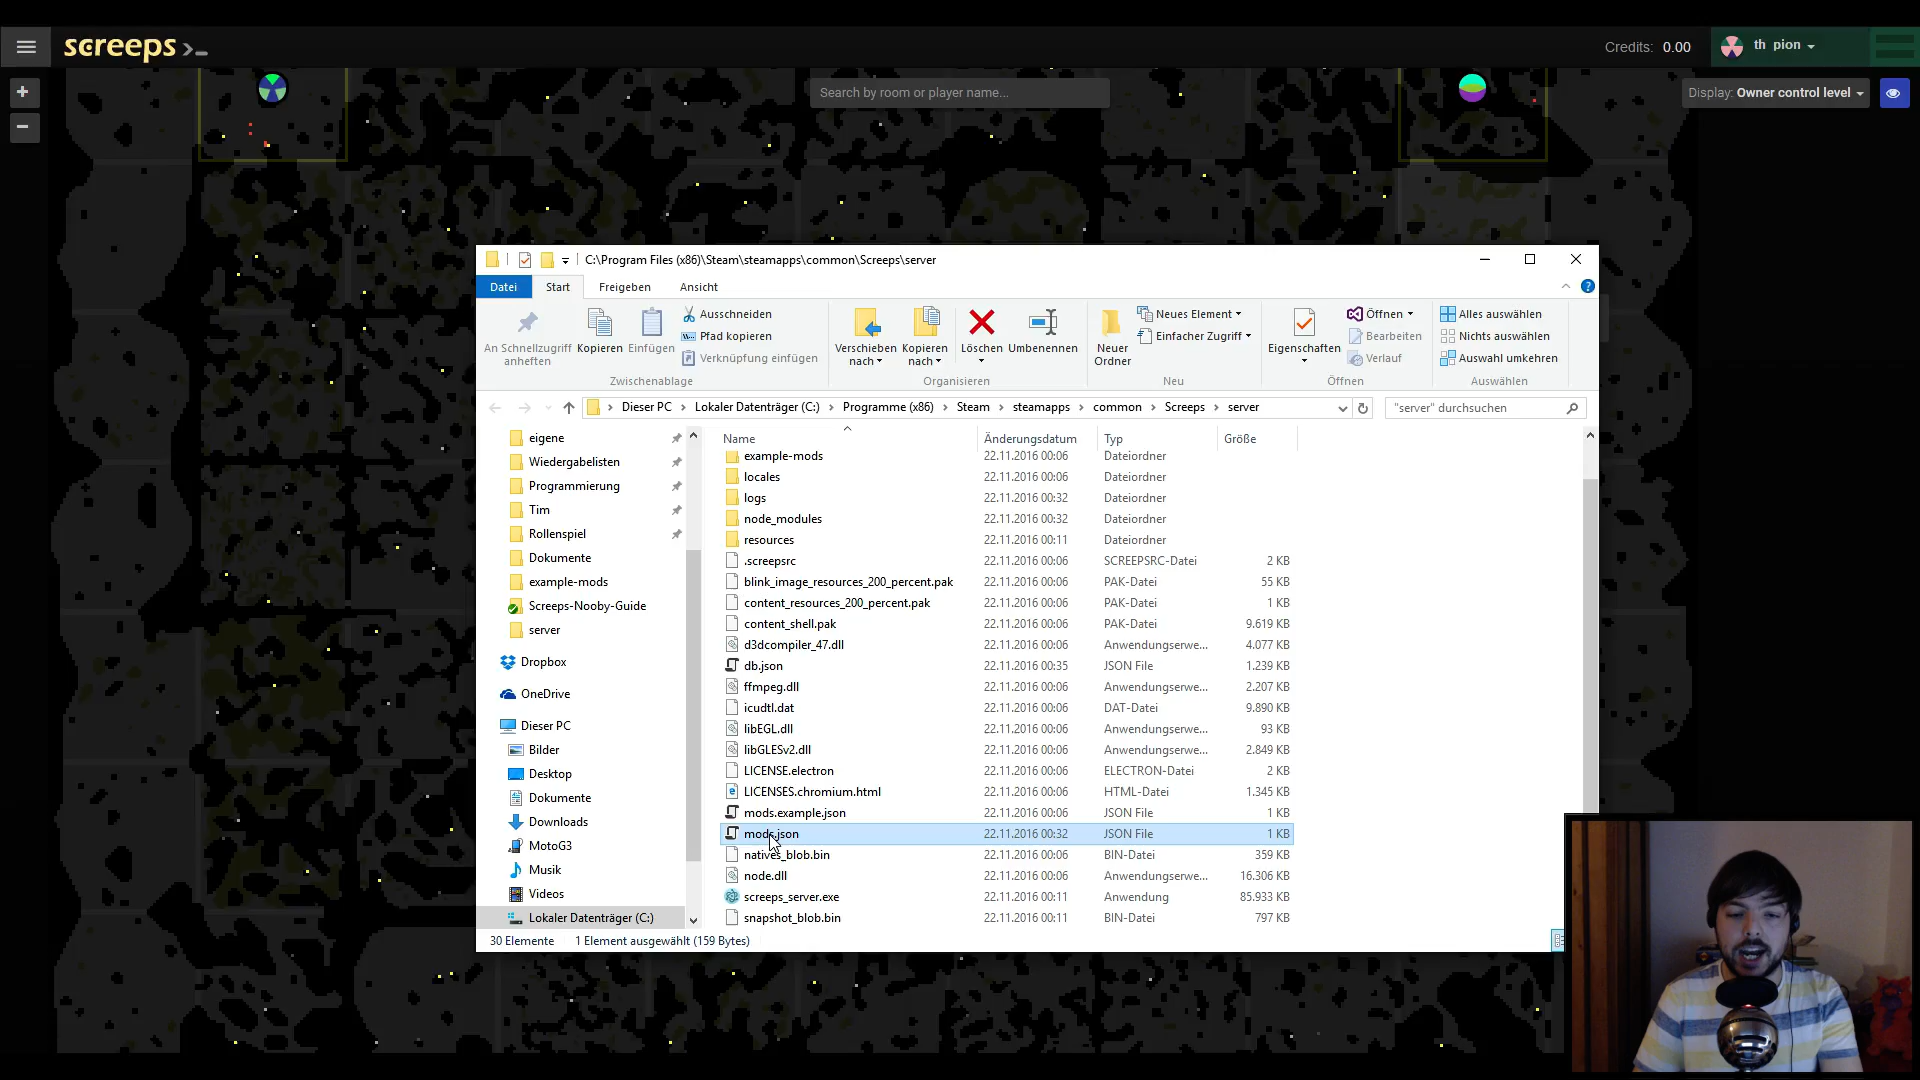 screeps >_
Credits: 0.00
th pion
Search by room or player name...
Display: Owner control level
C:\Program Files (x86)\Steam\steamapps\common\Screeps\server
Datei Start Freigeben Ansicht
An Schnellzugriff anheften
Kopieren
Einfügen
Ausschneiden
Pfad kopieren
Verknüpfung einfügen
Zwischenablage
Verschieben nach
Kopieren nach
Löschen
Umbenennen
Organisieren
Neuer Ordner
Neues Element
Einfacher Zugriff
Neu
Eigenschaften
Öffnen
Bearbeiten
Verlauf
Öffnen
Alles auswählen
Nichts auswählen
Auswahl umkehren
Auswählen
Dieser PC > Lokaler Datenträger (C:) > Programme (x86) > Steam > steamapps > common > Screeps > server
"server" durchsuchen
eigene
Wiedergabelisten
Programmierung
Tim
Rollenspiel
Dokumente
example-mods
Screeps-Nooby-Guide
server
Dropbox
OneDrive
Dieser PC
Bilder
Desktop
Dokumente
Downloads
MotoG3
Musik
Videos
Lokaler Datenträger (C:)
Name Änderungsdatum Typ Größe
example-mods 22.11.2016 00:06 Dateiordner
locales 22.11.2016 00:06 Dateiordner
logs 22.11.2016 00:32 Dateiordner
node_modules 22.11.2016 00:32 Dateiordner
resources 22.11.2016 00:11 Dateiordner
.screepsrc 22.11.2016 00:06 SCREEPSRC-Datei 2 KB
blink_image_resources_200_percent.pak 22.11.2016 00:06 PAK-Datei 55 KB
content_resources_200_percent.pak 22.11.2016 00:06 PAK-Datei 1 KB
content_shell.pak 22.11.2016 00:06 PAK-Datei 9.619 KB
d3dcompiler_47.dll 22.11.2016 00:06 Anwendungserwe... 4.077 KB
db.json 22.11.2016 00:35 JSON File 1.239 KB
ffmpeg.dll 22.11.2016 00:06 Anwendungserwe... 2.207 KB
icudtl.dat 22.11.2016 00:06 DAT-Datei 9.890 KB
libEGL.dll 22.11.2016 00:06 Anwendungserwe... 93 KB
libGLESv2.dll 22.11.2016 00:06 Anwendungserwe... 2.849 KB
LICENSE.electron 22.11.2016 00:06 ELECTRON-Datei 2 KB
LICENSES.chromium.html 22.11.2016 00:06 HTML-Datei 1.345 KB
mods.example.json 22.11.2016 00:06 JSON File 1 KB
mods.json 22.11.2016 00:32 JSON File 1 KB
natives_blob.bin 22.11.2016 00:06 BIN-Datei 359 KB
node.dll 22.11.2016 00:06 Anwendungserwe... 16.306 KB
screeps_server.exe 22.11.2016 00:11 Anwendung 85.933 KB
snapshot_blob.bin 22.11.2016 00:11 BIN-Datei 797 KB
30 Elemente 1 Element ausgewählt (159 Bytes)